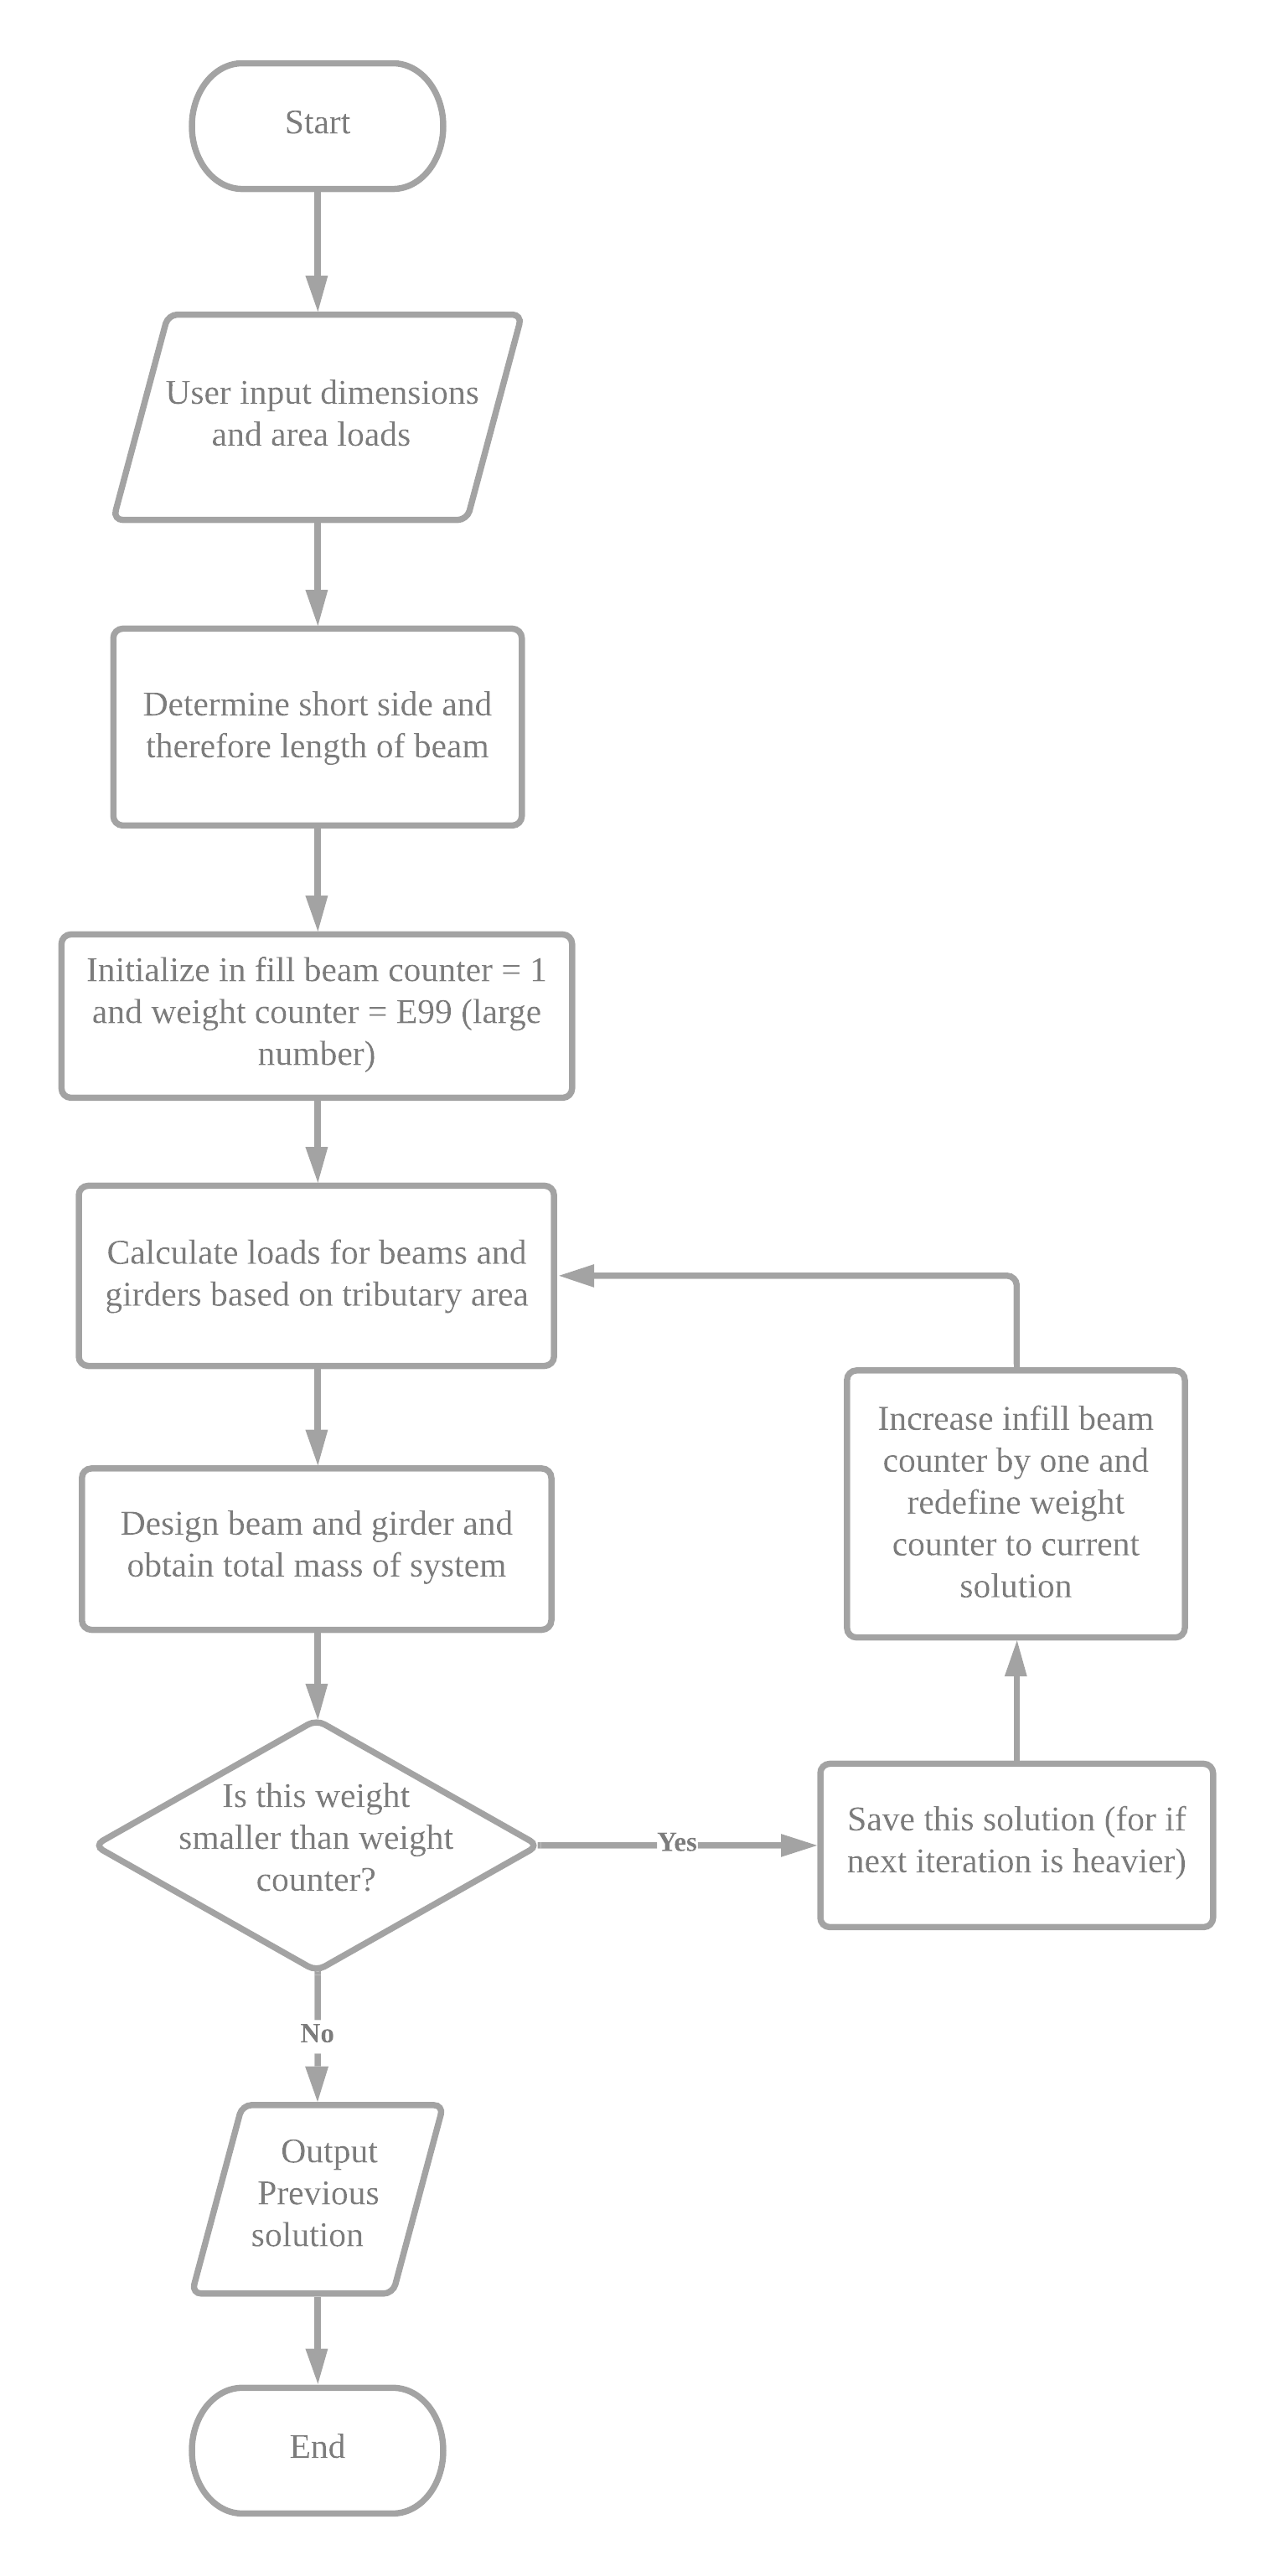 Start
User input dimensions
and area loads
Determine short side and
therefore length of beam
Initialize in fill beam counter = 1
and weight counter = E99 (large
number)
Calculate loads for beams and
girders based on tributary area
Design beam and girder and
obtain total mass of system
Is this weight
smaller than weight
counter?
Yes
Save this solution (for if
next iteration is heavier)
Increase infill beam
counter by one and
redefine weight
counter to current
solution
No
Output
Previous
solution
End